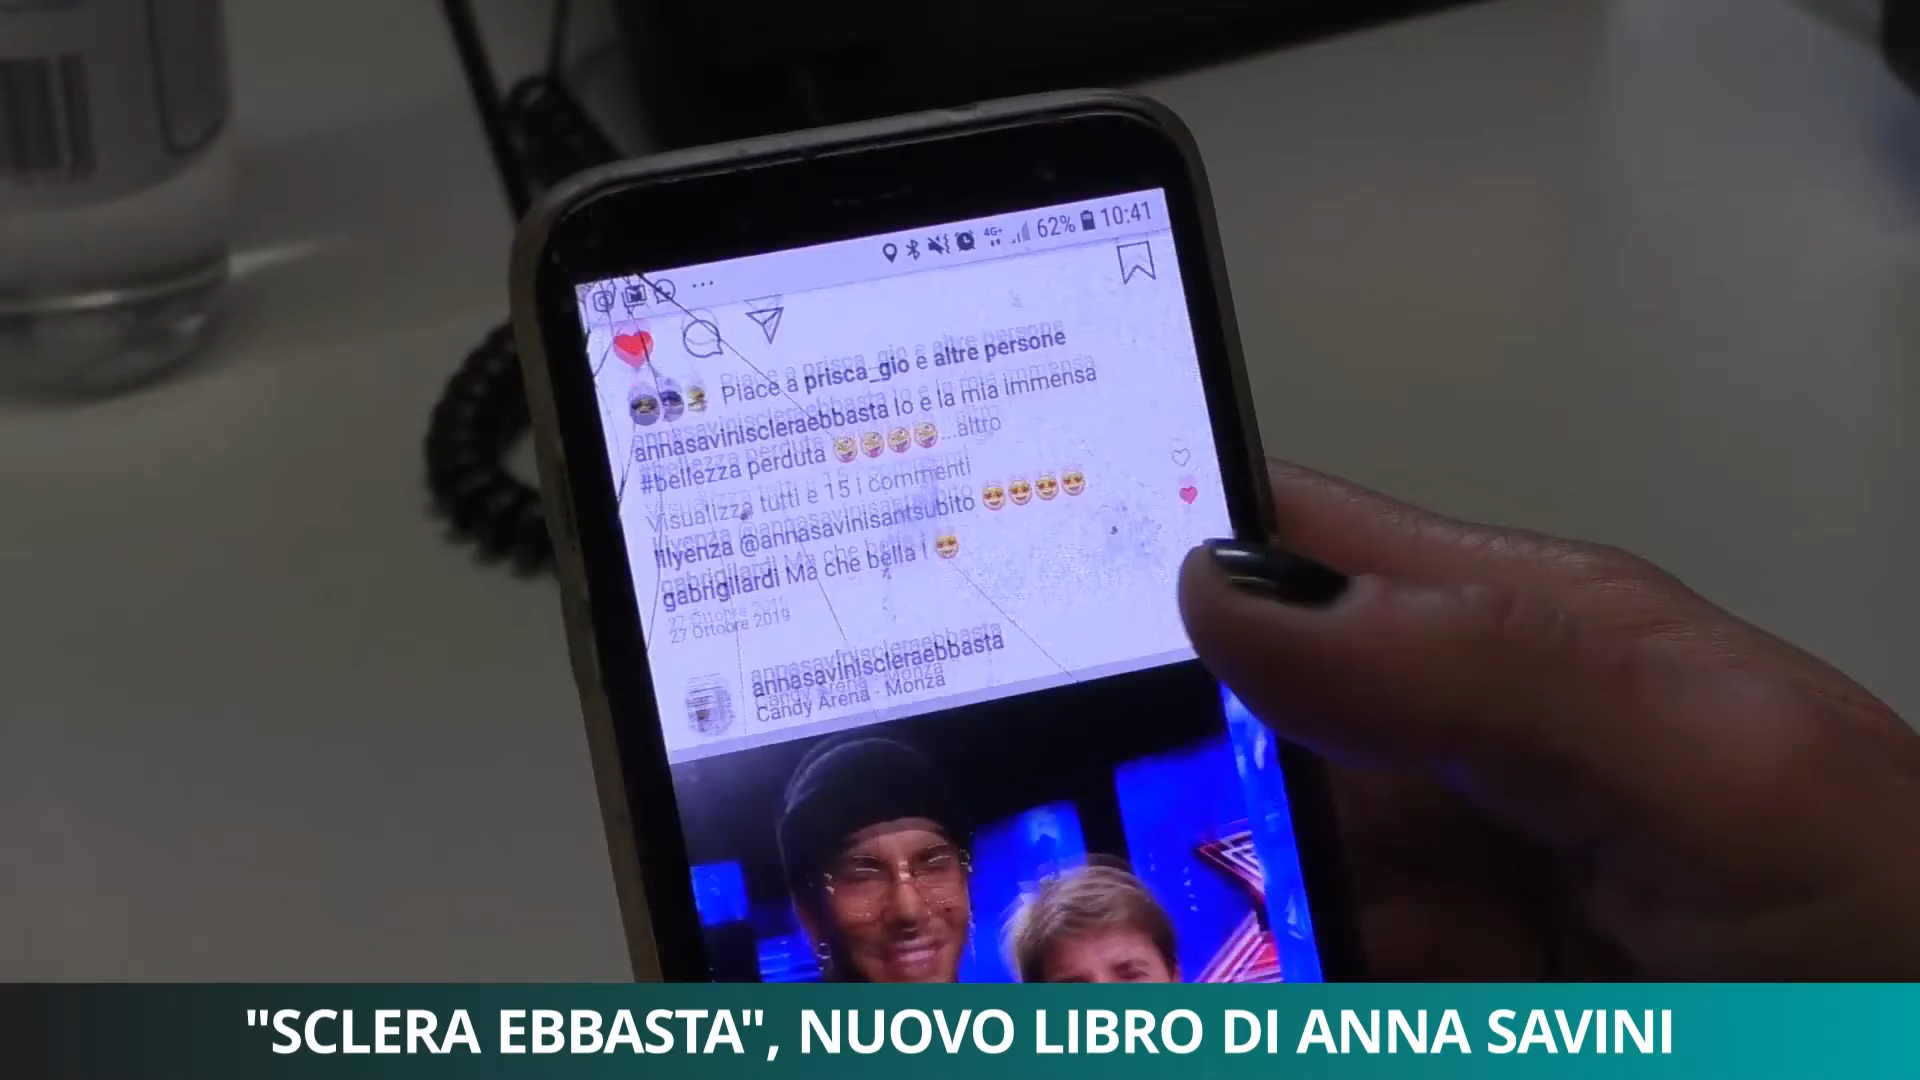 4G+ 62% 10:41
Piace a prisca_gio e altre persone
annasaviniscleraebbasta Io e la mia immensa
#bellezza perduta 😜😜😜😜...altro
Visualizza tutti e 15 i commenti
lilyenza @annasavinisantsubito 😍😍😍😍
gabrigilardi Ma che bella ! 😍
27 Ottobre 2019
annasaviniscleraebbasta
Candy Arena - Monza
"SCLERA EBBASTA", NUOVO LIBRO DI ANNA SAVINI